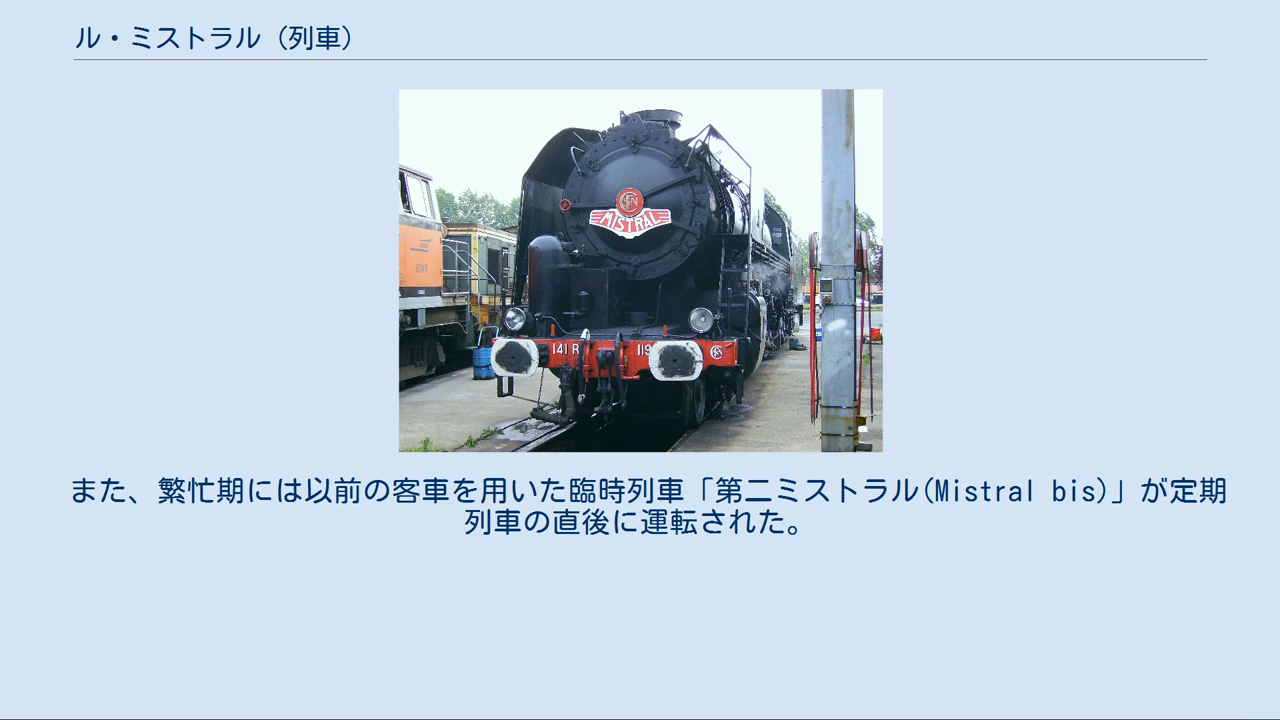 ル・ミストラル（列車）
MISTRAL
141 R
119
また、繁忙期には以前の客車を用いた臨時列車「第二ミストラル(Mistral bis)」が定期
列車の直後に運転された。